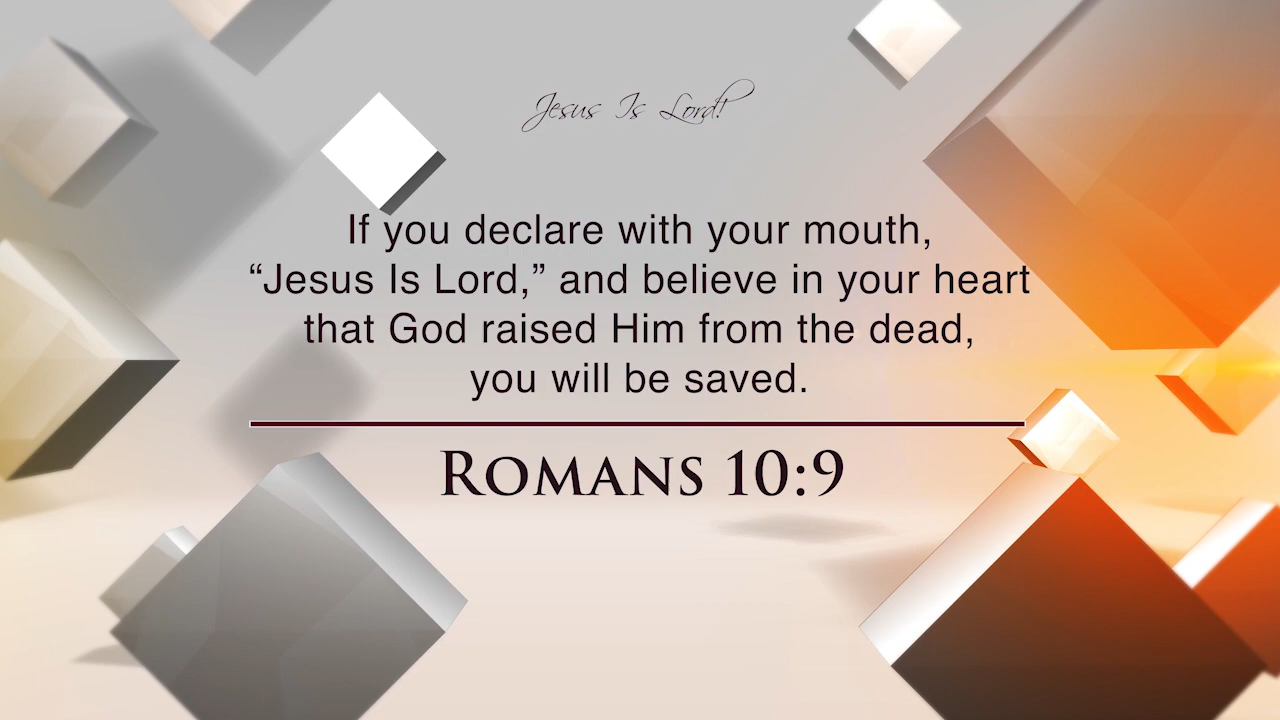 Jesus Is Lord!
If you declare with your mouth,
“Jesus Is Lord,” and believe in your heart
that God raised Him from the dead,
you will be saved.
Romans 10:9